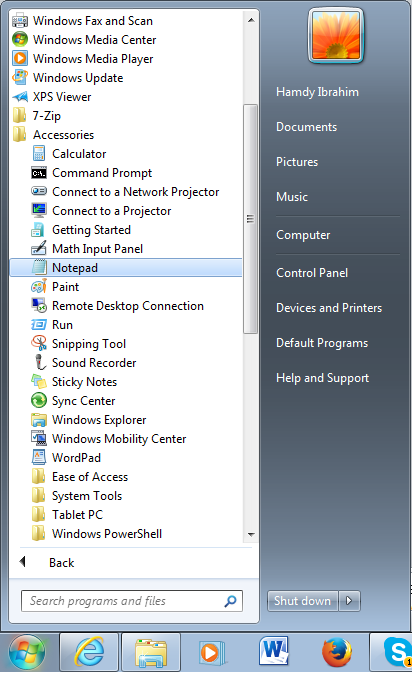 Windows Fax and Scan
Windows Media Center
Windows Media Player
Windows Update
XPS Viewer
7-Zip
Accessories
Calculator
Command Prompt
Connect to a Network Projector
Connect to a Projector
Getting Started
Math Input Panel
Notepad
Paint
Remote Desktop Connection
Run
Snipping Tool
Sound Recorder
Sticky Notes
Sync Center
Windows Explorer
Windows Mobility Center
WordPad
Ease of Access
System Tools
Tablet PC
Windows PowerShell
Back
Search programs and files
Hamdy Ibrahim
Documents
Pictures
Music
Computer
Control Panel
Devices and Printers
Default Programs
Help and Support
Shut down